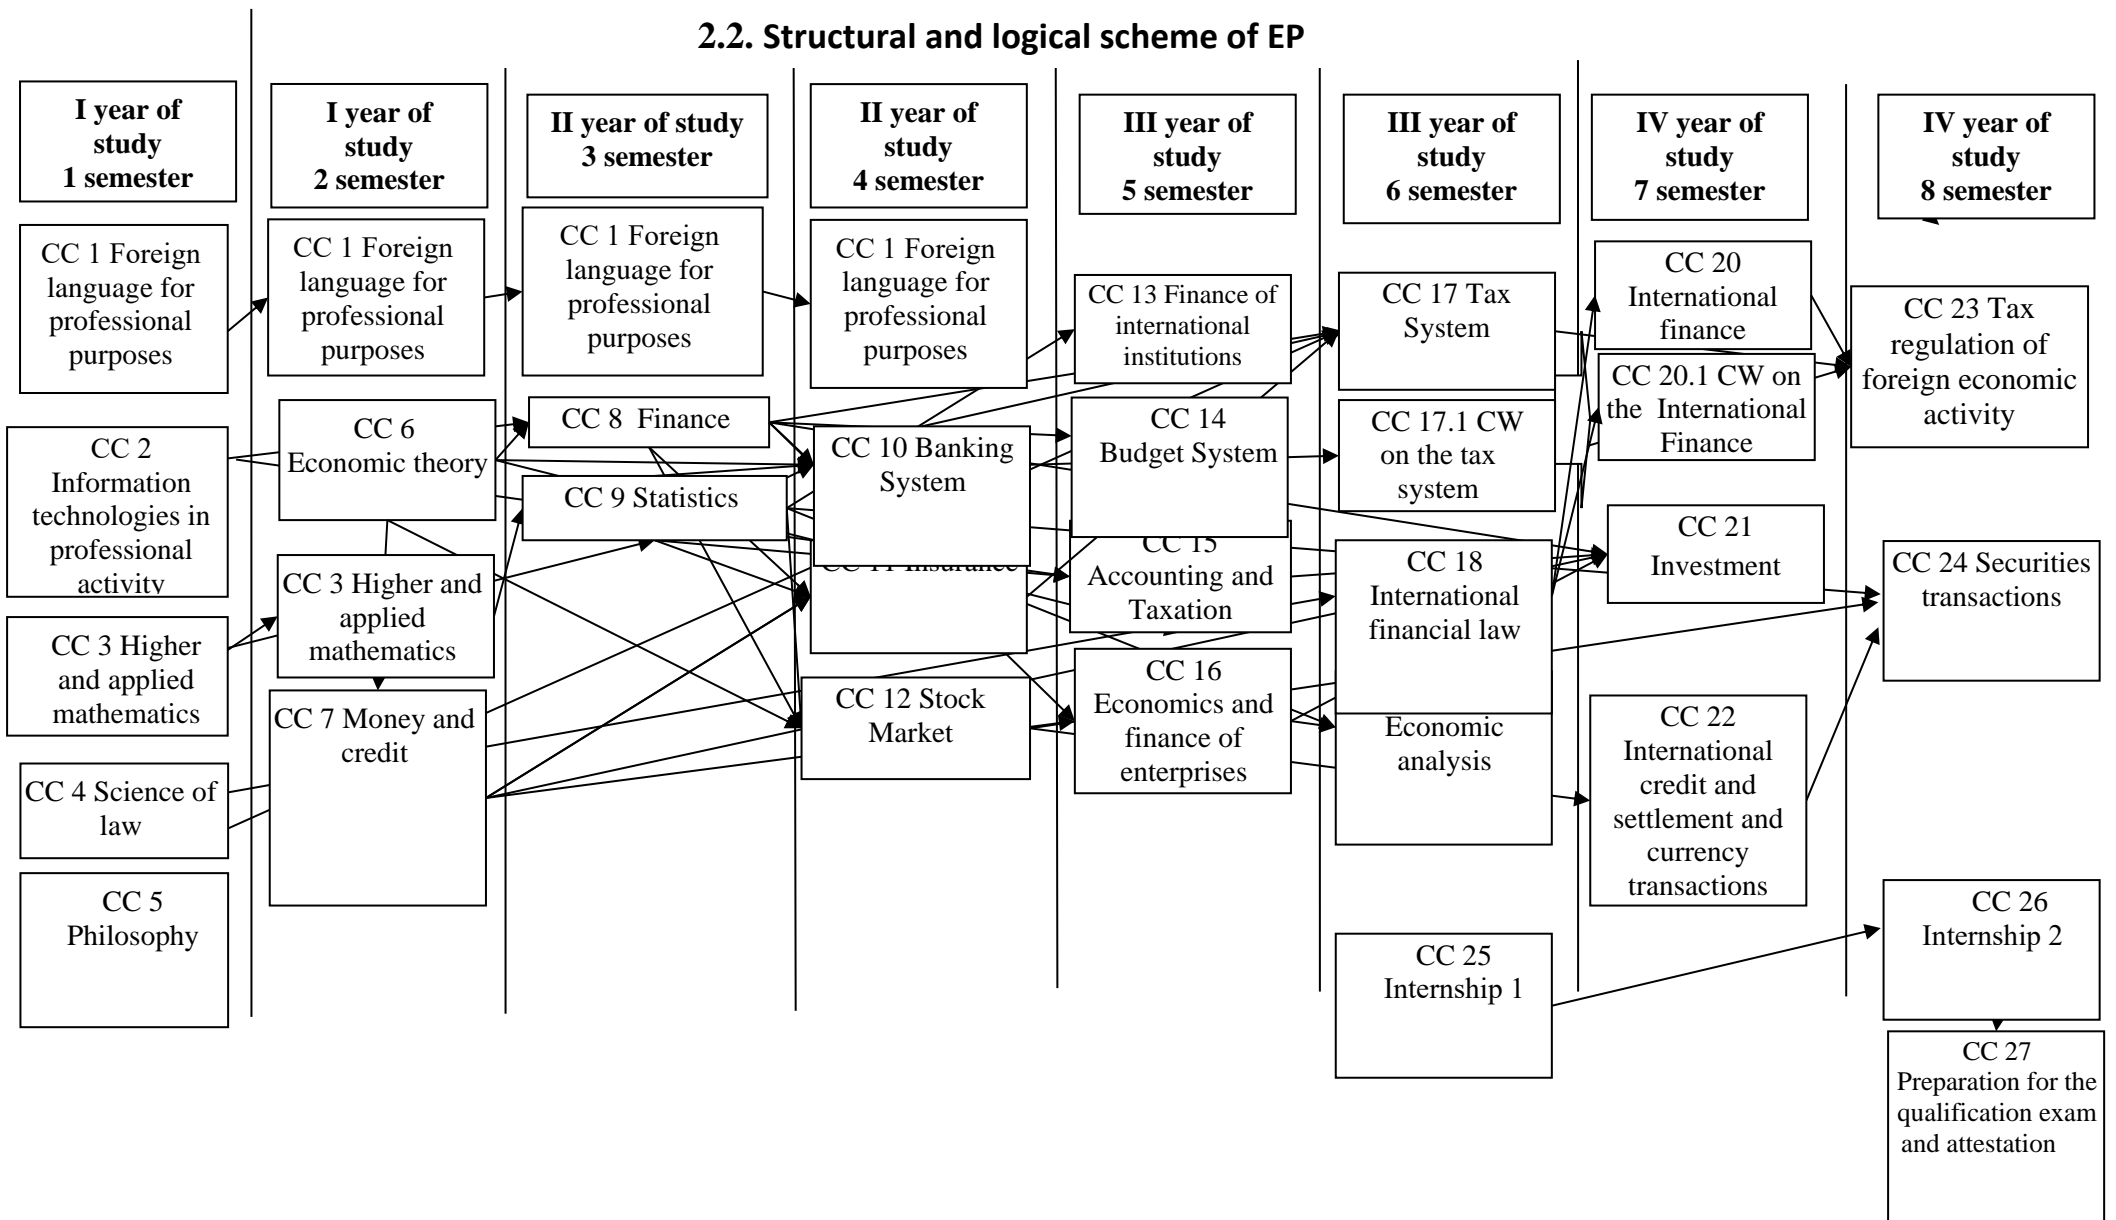 2.2. Structural and logical scheme of EP
I year of
study
1 semester
I year of
study
2 semester
II year of study
3 semester
II year of
study
4 semester
III year of
study
5 semester
III year of
study
6 semester
IV year of
study
7 semester
IV year of
study
8 semester
CC 1 Foreign
language for
professional
purposes
CC 2
Information
technologies in
professional
activity
CC 3 Higher
and applied
mathematics
CC 4 Science of
law
CC 5
Philosophy
CC 1 Foreign
language for
professional
purposes
CC 6
Economic theory
CC 3 Higher and
applied
mathematics
CC 7 Money and
credit
CC 1 Foreign
language for
professional
purposes
CC 8 Finance
CC 9 Statistics
CC 1 Foreign
language for
professional
purposes
CC 10 Banking
System
CC 11 Insurance
CC 12 Stock
Market
CC 13 Finance of
international
institutions
CC 14
Budget System
CC 15
Accounting and
Taxation
CC 16
Economics and
finance of
enterprises
CC 17 Tax
System
CC 17.1 CW
on the tax
system
CC 18
International
financial law
Economic
analysis
CC 25
Internship 1
CC 20
International
finance
CC 20.1 CW on
the International
Finance
CC 21
Investment
CC 22
International
credit and
settlement and
currency
transactions
CC 23 Tax
regulation of
foreign economic
activity
CC 24 Securities
transactions
CC 26
Internship 2
CC 27
Preparation for the
qualification exam
and attestation